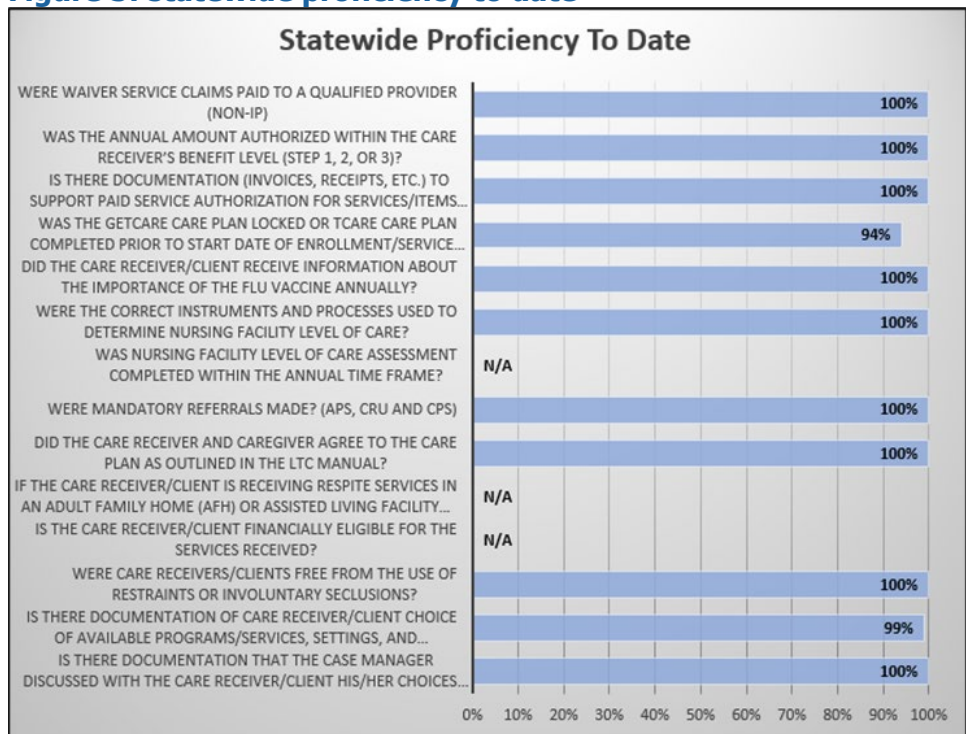 Figure 3: Statewide proficiency to date
Statewide Proficiency To Date
WERE WAIVER SERVICE CLAIMS PAID TO A QUALIFIED PROVIDER
(NON-IP)
100%
WAS THE ANNUAL AMOUNT AUTHORIZED WITHIN THE CARE
RECEIVER'S BENEFIT LEVEL (STEP 1, 2, OR 3)?
100%
IS THERE DOCUMENTATION (INVOICES, RECEIPTS, ETC.) TO
SUPPORT PAID SERVICE AUTHORIZATION FOR SERVICES/ITEMS...
100%
WAS THE GETCARE CARE PLAN LOCKED OR TCARE CARE PLAN
COMPLETED PRIOR TO START DATE OF ENROLLMENT/SERVICE...
94%
DID THE CARE RECEIVER/CLIENT RECEIVE INFORMATION ABOUT
THE IMPORTANCE OF THE FLU VACCINE ANNUALLY?
100%
WERE THE CORRECT INSTRUMENTS AND PROCESSES USED TO
DETERMINE NURSING FACILITY LEVEL OF CARE?
100%
WAS NURSING FACILITY LEVEL OF CARE ASSESSMENT
COMPLETED WITHIN THE ANNUAL TIME FRAME?
N/A
WERE MANDATORY REFERRALS MADE? (APS, CRU AND CPS)
100%
DID THE CARE RECEIVER AND CAREGIVER AGREE TO THE CARE
PLAN AS OUTLINED IN THE LTC MANUAL?
100%
IF THE CARE RECEIVER/CLIENT IS RECEIVING RESPITE SERVICES IN
AN ADULT FAMILY HOME (AFH) OR ASSISTED LIVING FACILITY...
N/A
IS THE CARE RECEIVER/CLIENT FINANCIALLY ELIGIBLE FOR THE
SERVICES RECEIVED?
N/A
WERE CARE RECEIVERS/CLIENTS FREE FROM THE USE OF
RESTRAINTS OR INVOLUNTARY SECLUSIONS?
100%
IS THERE DOCUMENTATION OF CARE RECEIVER/CLIENT CHOICE
OF AVAILABLE PROGRAMS/SERVICES, SETTINGS, AND...
99%
IS THERE DOCUMENTATION THAT THE CASE MANAGER
DISCUSSED WITH THE CARE RECEIVER/CLIENT HIS/HER CHOICES...
100%
0% 10% 20% 30% 40% 50% 60% 70% 80% 90% 100%